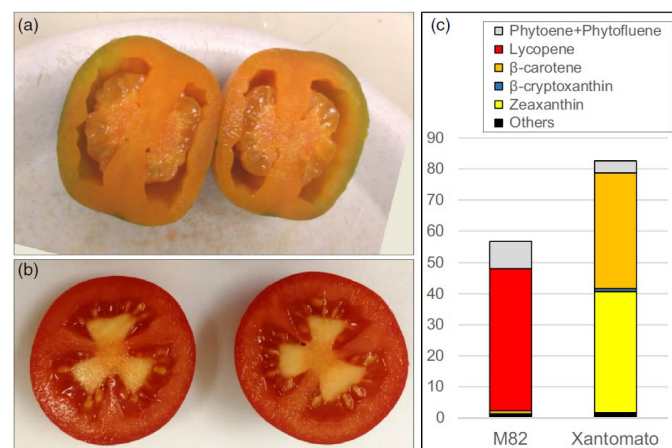 (a)
(b)
(c)
Phytoene+Phytofluene
Lycopene
β-carotene
β-cryptoxanthin
Zeaxanthin
Others
90
80
70
60
50
40
30
20
10
0
M82 Xantomato